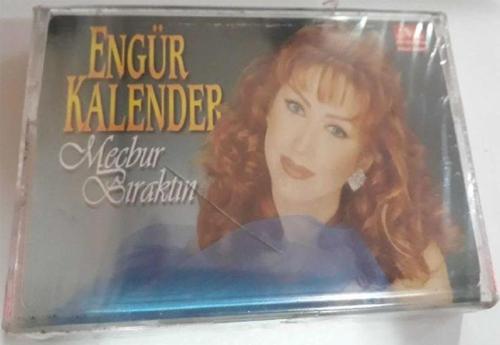 ENGÜR
KALENDER
Mecbur
Bıraktın